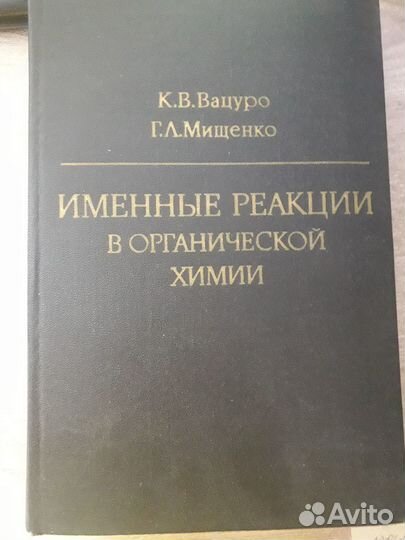 К.В.Вацуро
Г.Л.Мищенко
ИМЕННЫЕ РЕАКЦИИ
В ОРГАНИЧЕСКОЙ
ХИМИИ
Avito